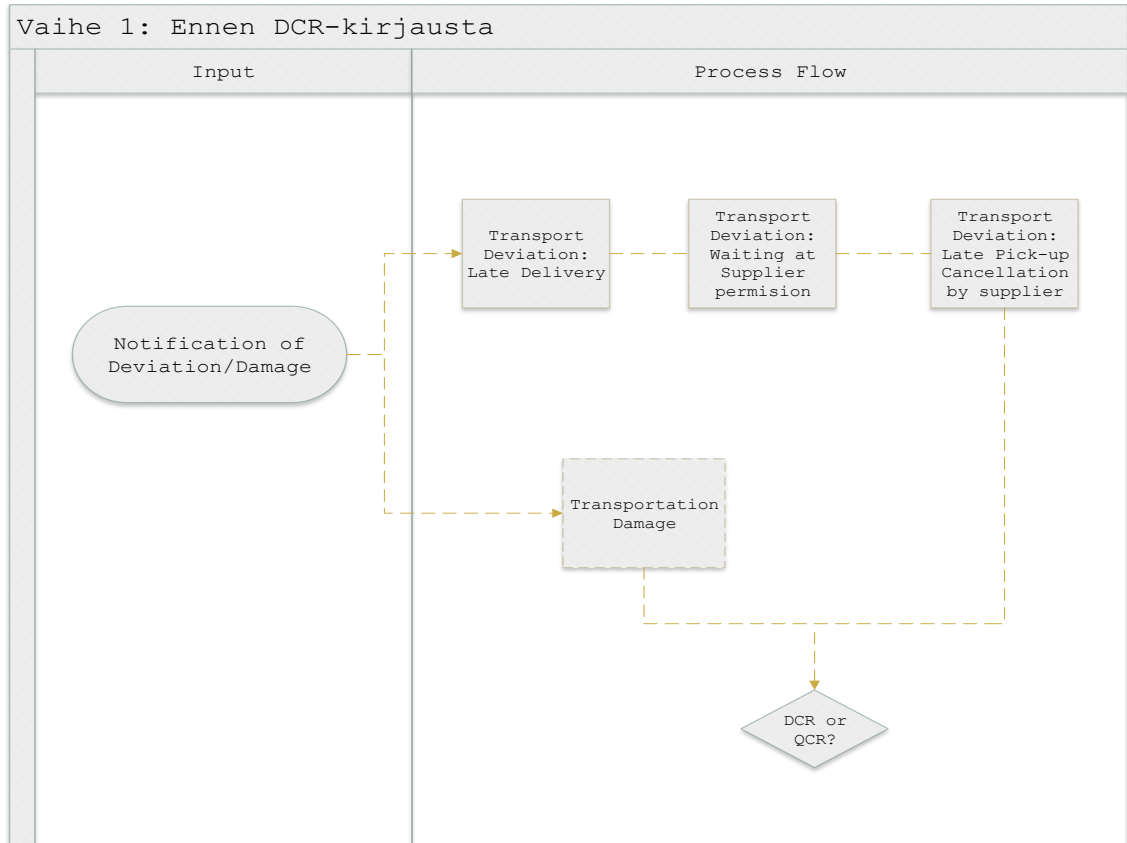 Vaihe 1: Ennen DCR-kirjausta
Input
Process Flow
Transport
Deviation:
Late Delivery
Transport
Deviation:
Waiting at
Supplier
permision
Transport
Deviation:
Late Pick-up
Cancellation
by supplier
Notification of
Deviation/Damage
Transportation
Damage
DCR or
QCR?